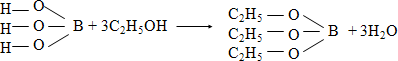 H — O
H — O — B + 3C₂H₅OH ⟶ C₂H₅ — O — B + 3H₂O
H — O
C₂H₅ — O
C₂H₅ — O